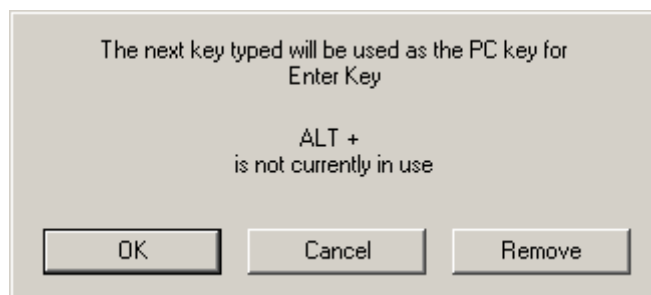 The next key typed will be used as the PC key for
Enter Key
ALT +
is not currently in use
OK
Cancel
Remove